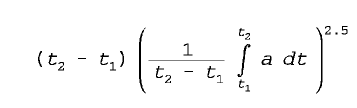 (t₂ - t₁) ( 1 / (t₂ - t₁) ∫_{t₁}^{t₂} a dt )^{2.5}